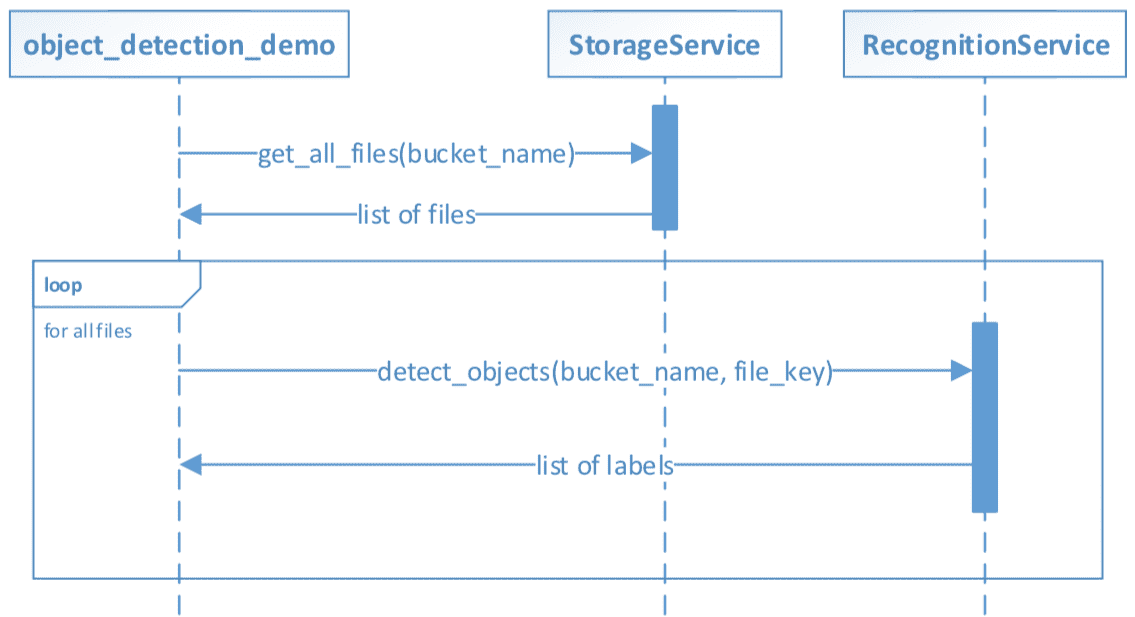 object_detection_demo
StorageService
RecognitionService
get_all_files(bucket_name)
list of files
loop
for all files
detect_objects(bucket_name, file_key)
list of labels